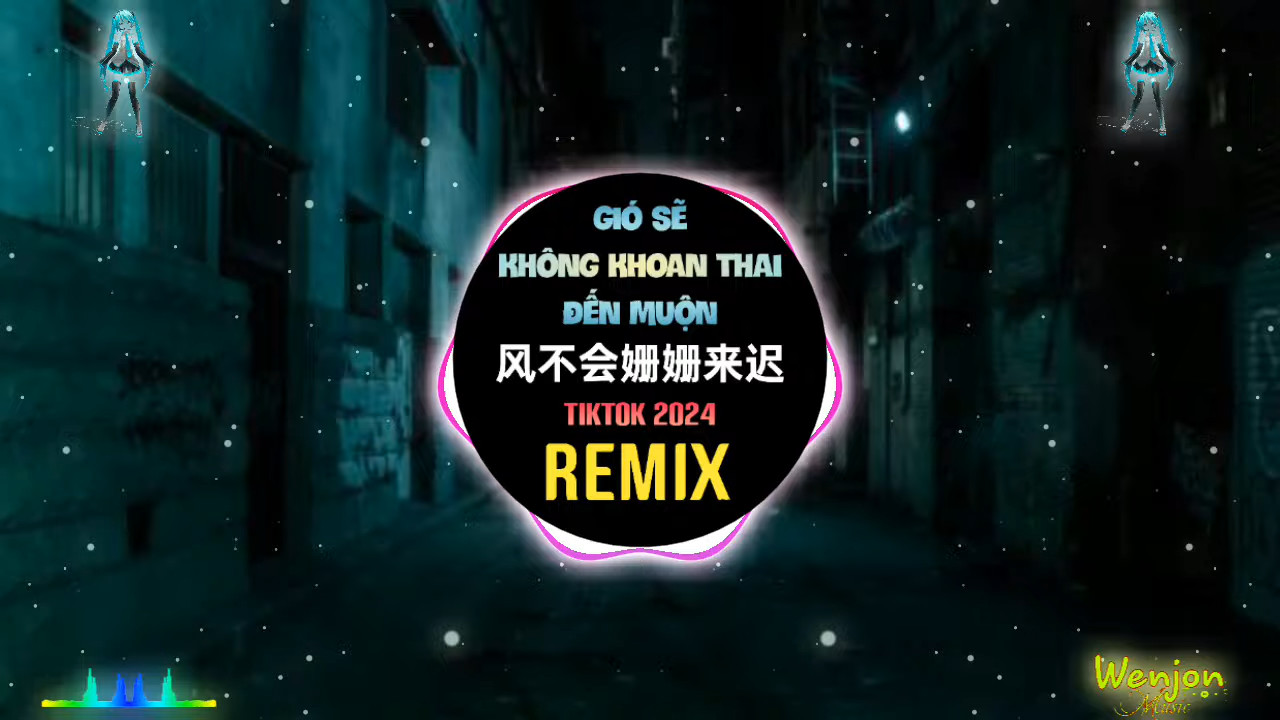 GIÓ SẼ
KHÔNG KHOAN THAI
ĐẾN MUỘN
风不会姗姗来迟
TIKTOK 2024
REMIX
Wenjon
Music